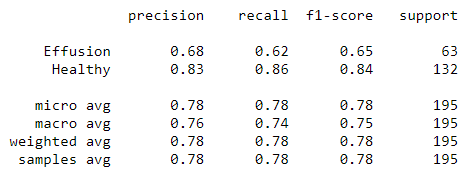 precision recall f1-score support
Effusion 0.68 0.62 0.65 63
Healthy 0.83 0.86 0.84 132
micro avg 0.78 0.78 0.78 195
macro avg 0.76 0.74 0.75 195
weighted avg 0.78 0.78 0.78 195
samples avg 0.78 0.78 0.78 195